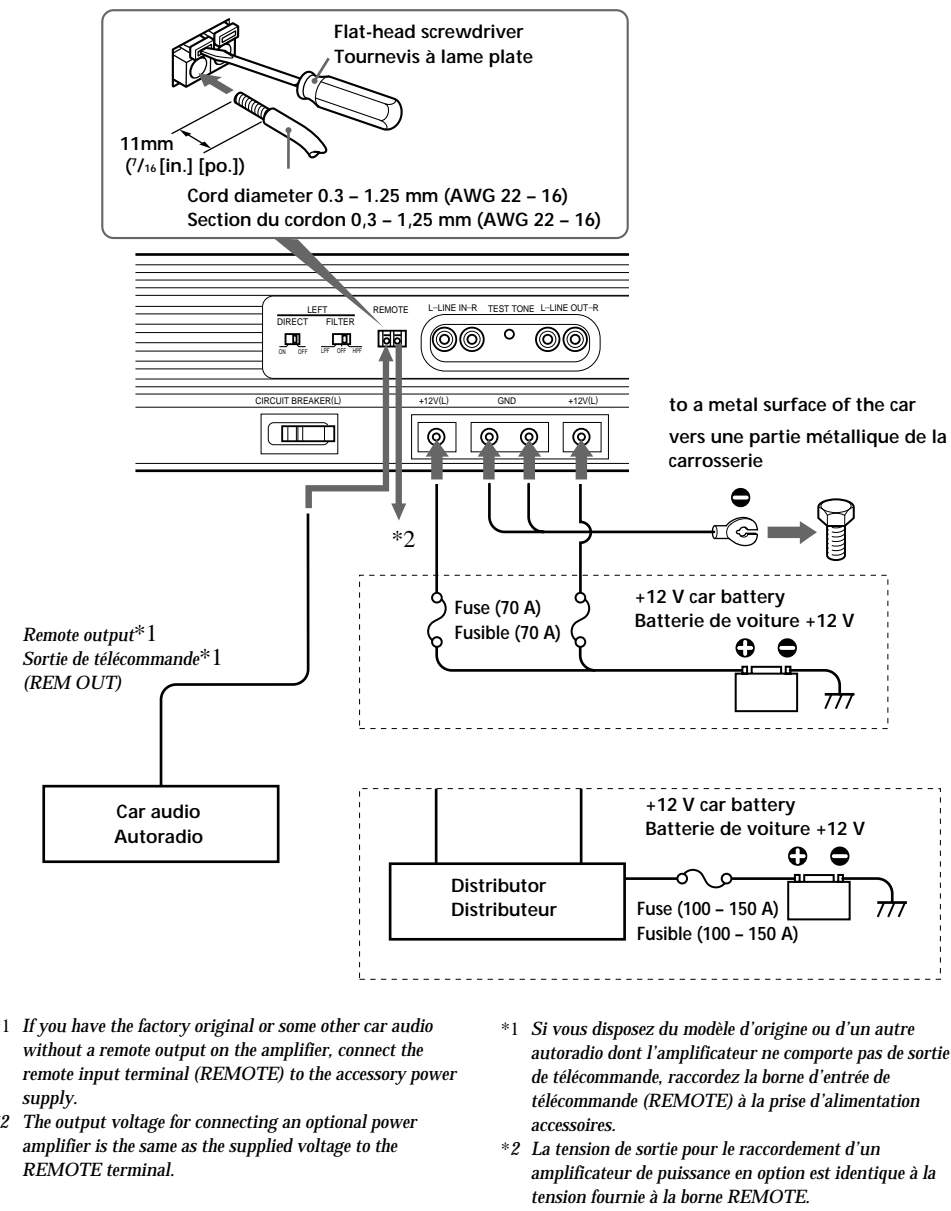 Flat-head screwdriver
Tournevis à lame plate
11mm
(7/16 [in.] [po.])
Cord diameter 0.3 – 1.25 mm (AWG 22 – 16)
Section du cordon 0,3 – 1,25 mm (AWG 22 – 16)
LEFT
DIRECT FILTER
ON OFF LPF OFF HPF
REMOTE
L–LINE IN–R TEST TONE L–LINE OUT–R
CIRCUIT BREAKER(L)
+12V(L) GND +12V(L)
to a metal surface of the car
vers une partie métallique de la
carrosserie
*2
Fuse (70 A)
Fusible (70 A)
+12 V car battery
Batterie de voiture +12 V
Remote output*1
Sortie de télécommande*1
(REM OUT)
Car audio
Autoradio
+12 V car battery
Batterie de voiture +12 V
Distributor
Distributeur
Fuse (100 – 150 A)
Fusible (100 – 150 A)
1 If you have the factory original or some other car audio
without a remote output on the amplifier, connect the
remote input terminal (REMOTE) to the accessory power
supply.
2 The output voltage for connecting an optional power
amplifier is the same as the supplied voltage to the
REMOTE terminal.
*1 Si vous disposez du modèle d'origine ou d'un autre
autoradio dont l'amplificateur ne comporte pas de sortie
de télécommande, raccordez la borne d'entrée de
télécommande (REMOTE) à la prise d'alimentation
accessoires.
*2 La tension de sortie pour le raccordement d'un
amplificateur de puissance en option est identique à la
tension fournie à la borne REMOTE.